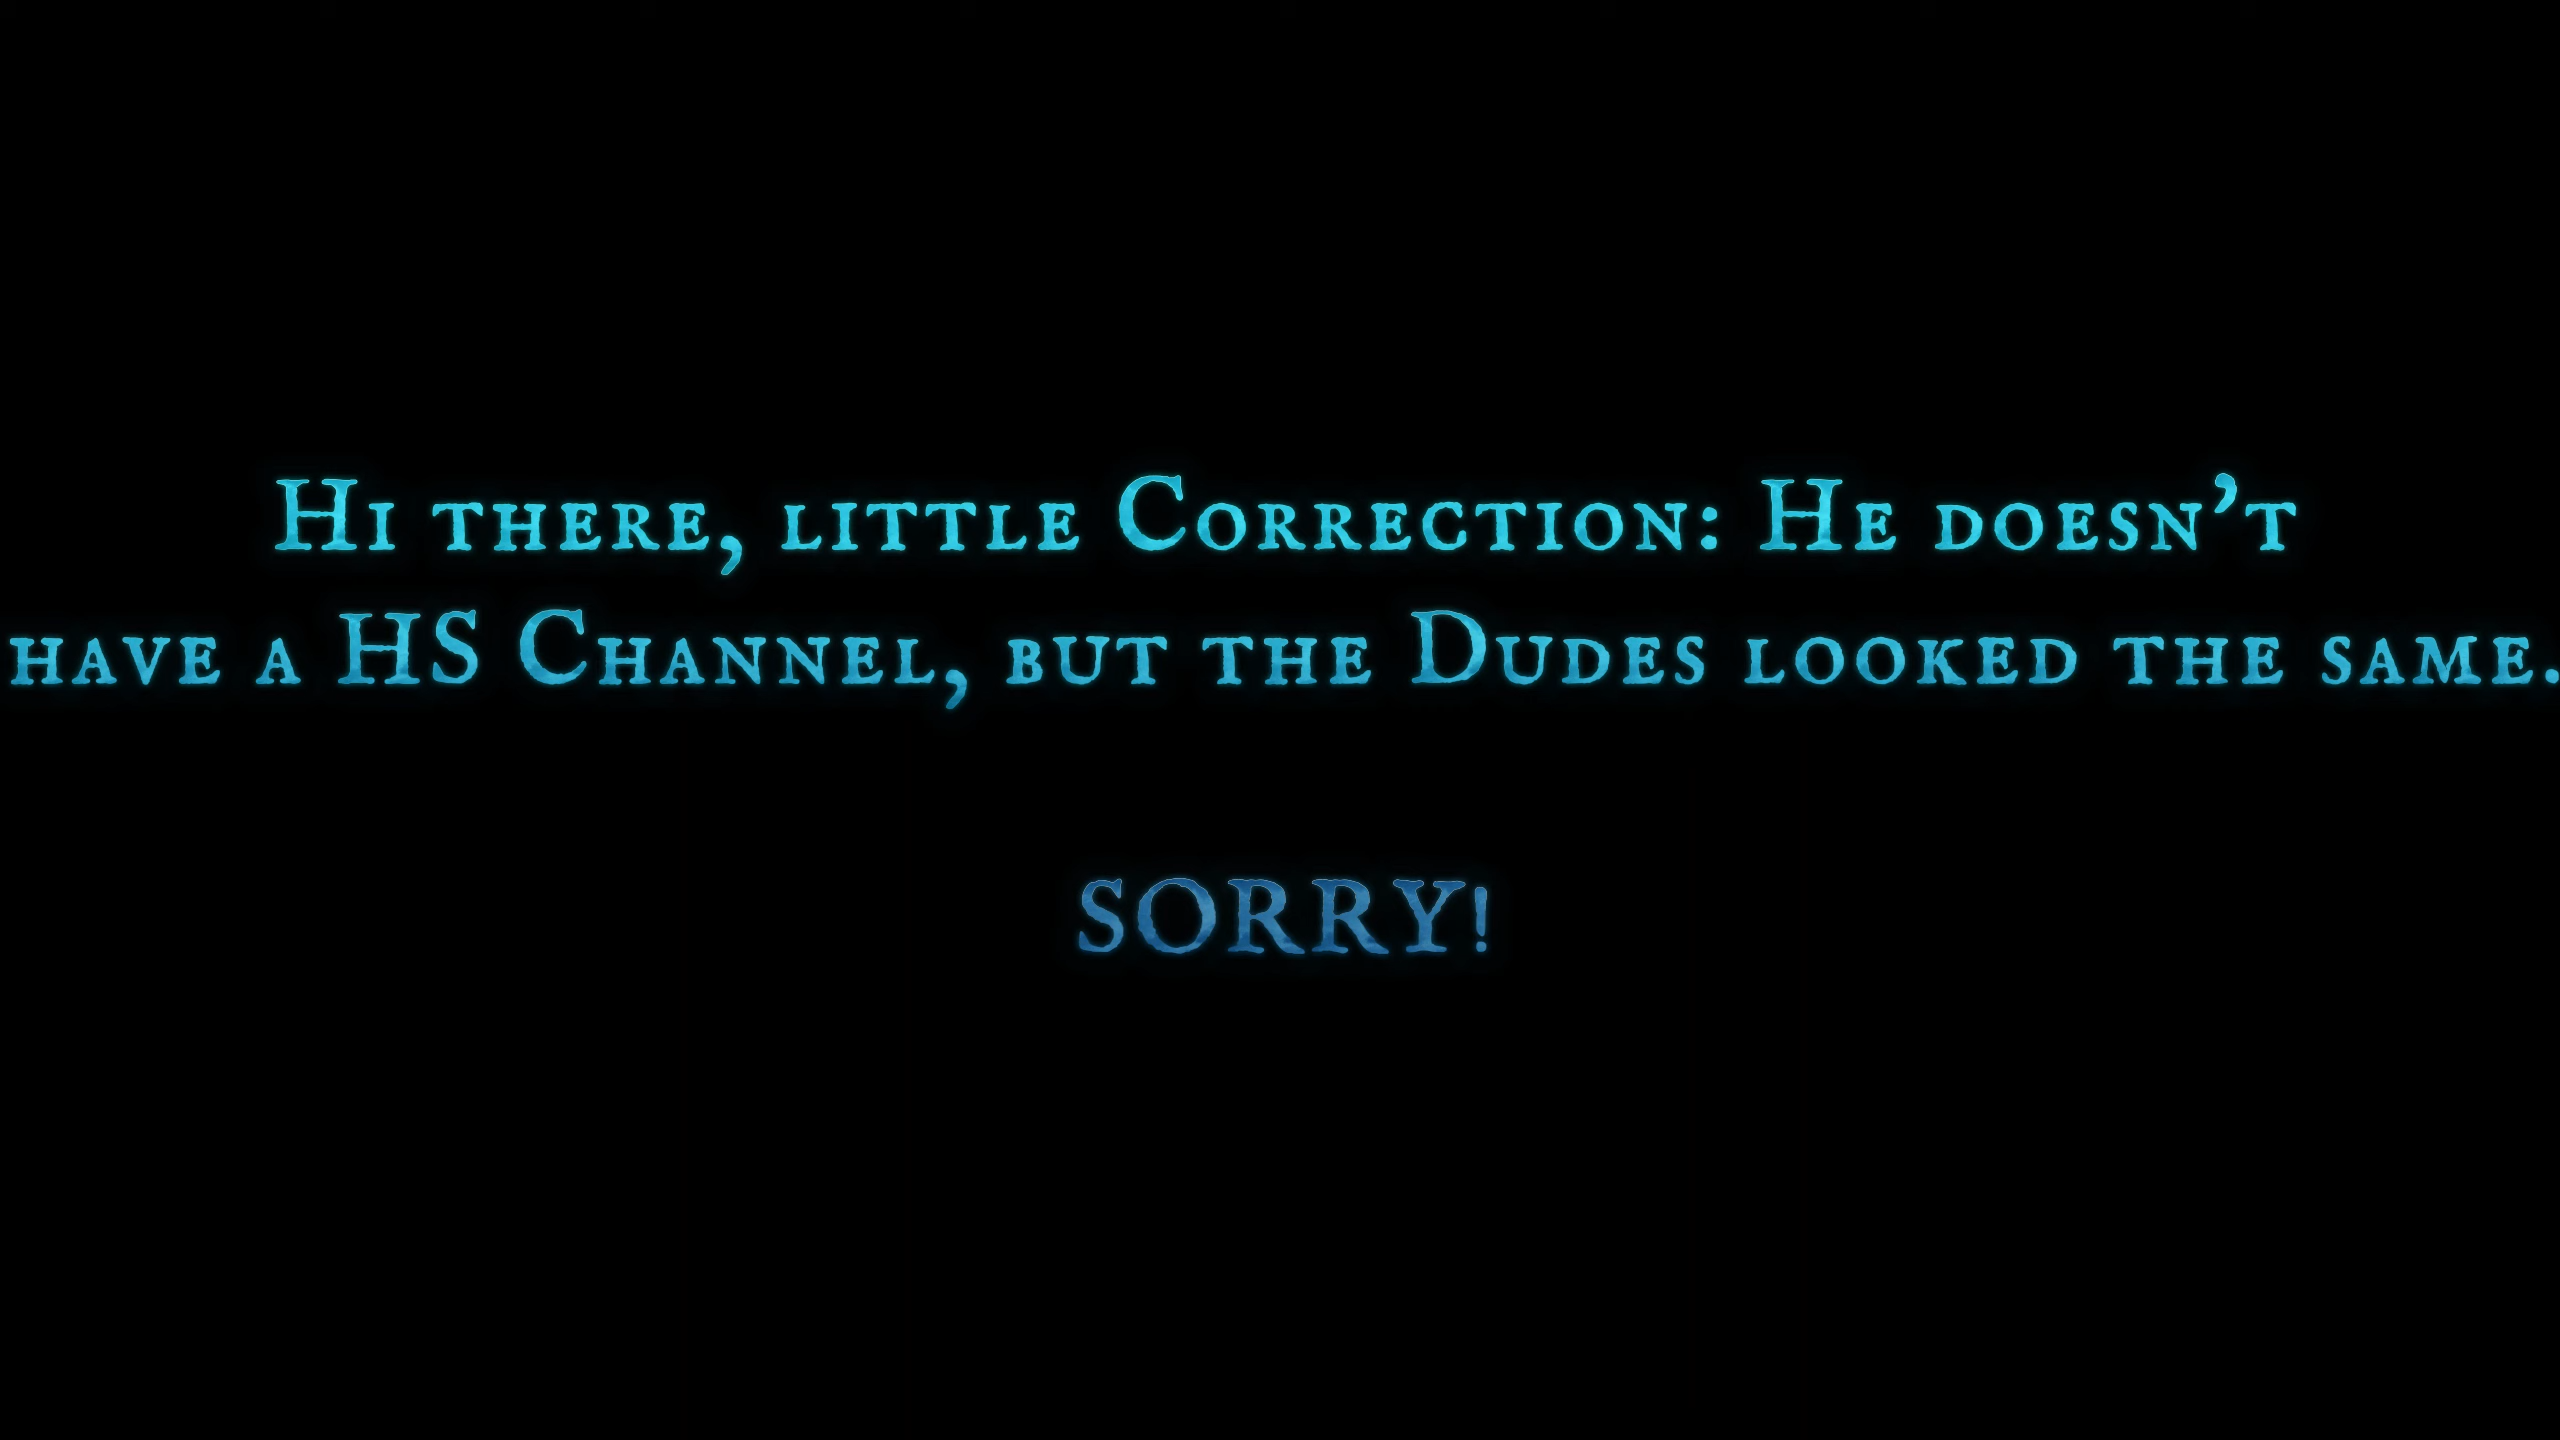 Hi there, little Correction: He doesn't
have a HS Channel, but the Dudes looked the same.
SORRY!